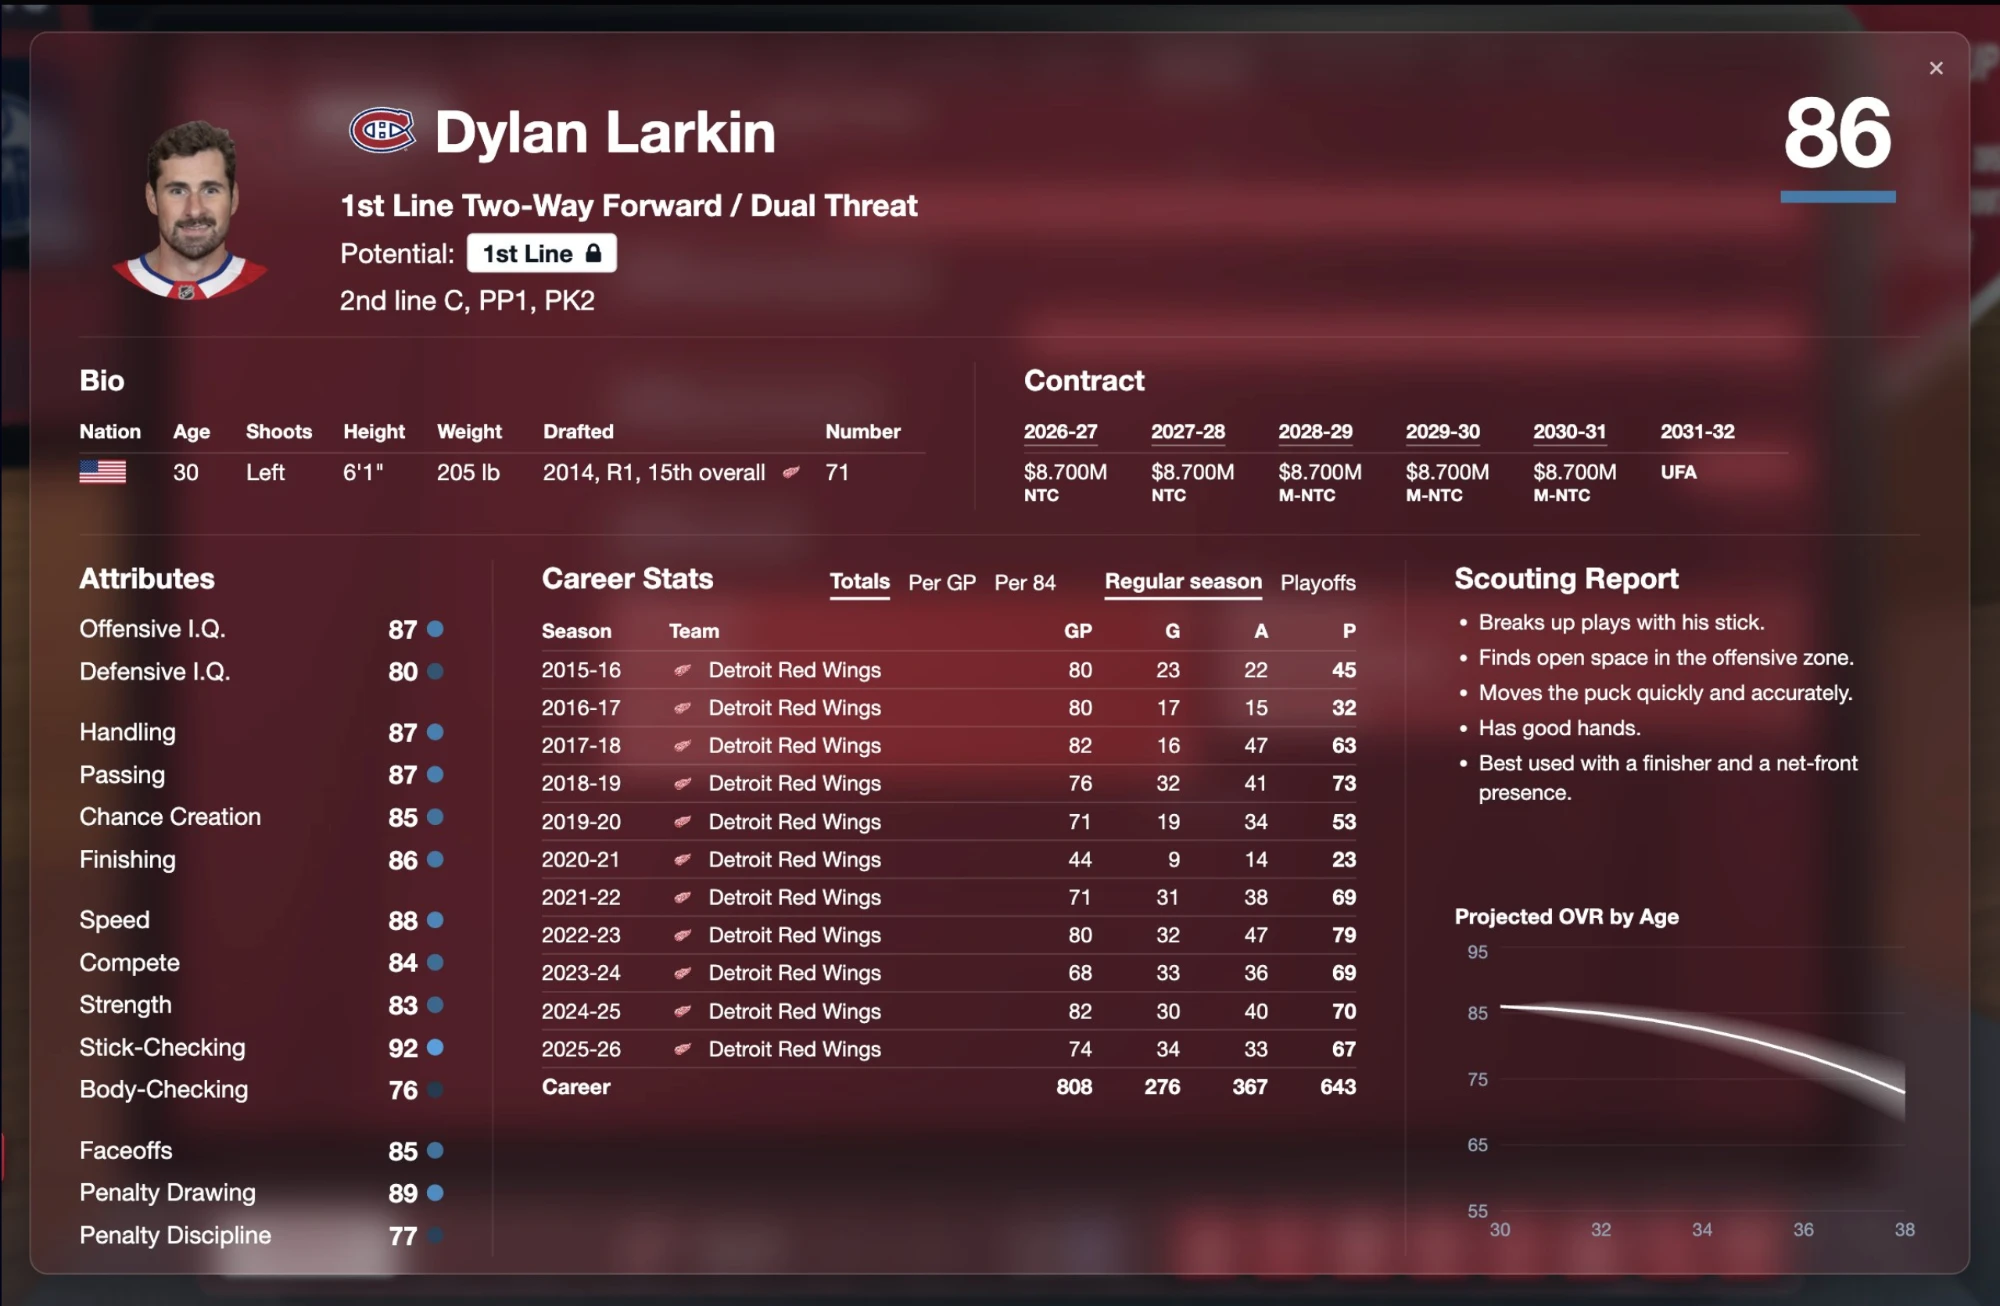 ×
Dylan Larkin
86
1st Line Two-Way Forward / Dual Threat
Potential: 1st Line
2nd line C, PP1, PK2
Bio
Nation Age Shoots Height Weight Drafted Number
30 Left 6'1" 205 lb 2014, R1, 15th overall 71
Contract
2026-27 2027-28 2028-29 2029-30 2030-31 2031-32
$8.700M $8.700M $8.700M $8.700M $8.700M UFA
NTC NTC M-NTC M-NTC M-NTC
Attributes
Offensive I.Q. 87
Defensive I.Q. 80
Handling 87
Passing 87
Chance Creation 85
Finishing 86
Speed 88
Compete 84
Strength 83
Stick-Checking 92
Body-Checking 76
Faceoffs 85
Penalty Drawing 89
Penalty Discipline 77
Career Stats Totals Per GP Per 84 Regular season Playoffs
Season Team GP G A P
2015-16 Detroit Red Wings 80 23 22 45
2016-17 Detroit Red Wings 80 17 15 32
2017-18 Detroit Red Wings 82 16 47 63
2018-19 Detroit Red Wings 76 32 41 73
2019-20 Detroit Red Wings 71 19 34 53
2020-21 Detroit Red Wings 44 9 14 23
2021-22 Detroit Red Wings 71 31 38 69
2022-23 Detroit Red Wings 80 32 47 79
2023-24 Detroit Red Wings 68 33 36 69
2024-25 Detroit Red Wings 82 30 40 70
2025-26 Detroit Red Wings 74 34 33 67
Career 808 276 367 643
Scouting Report
• Breaks up plays with his stick.
• Finds open space in the offensive zone.
• Moves the puck quickly and accurately.
• Has good hands.
• Best used with a finisher and a net-front
presence.
Projected OVR by Age
95
85
75
65
55
30 32 34 36 38